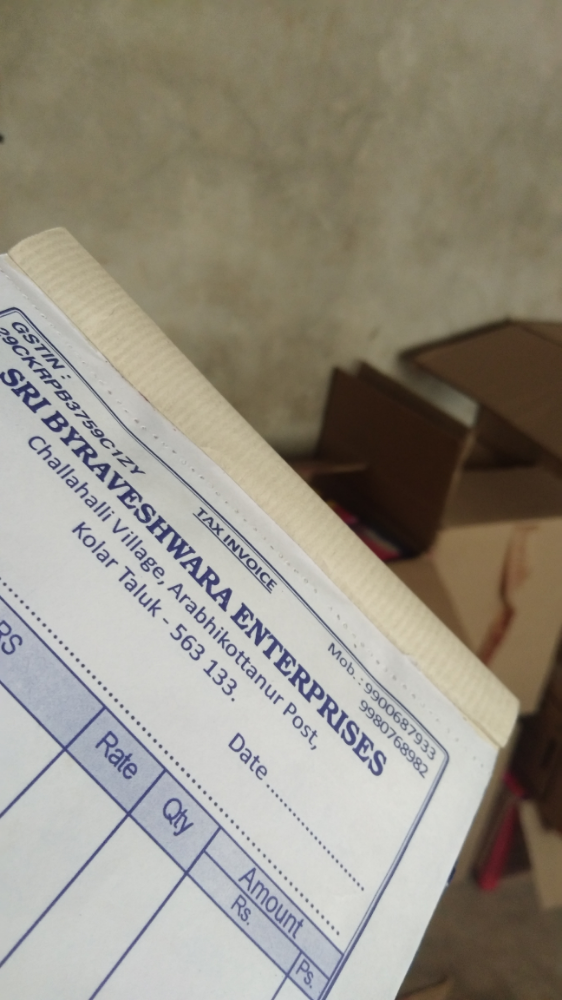 GSTIN :
29CKRPB3759C1ZY
TAX INVOICE
Mob.: 9900687933
9980768982
SRI BYRAVESHWARA ENTERPRISES
Challahalli Village, Arabhikottanur Post,
Kolar Taluk - 563 133.
Date
RS
Rate
Qty
Amount
Rs.
Ps.